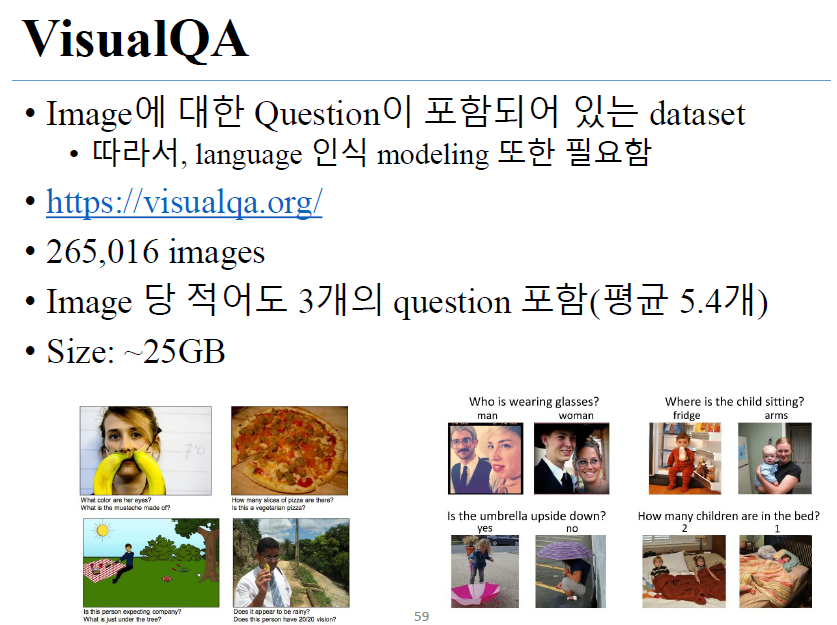 VisualQA
• Image에 대한 Question이 포함되어 있는 dataset
• 따라서, language 인식 modeling 또한 필요함
• https://visualqa.org/
• 265,016 images
• Image 당 적어도 3개의 question 포함(평균 5.4개)
• Size: ~25GB
What color are her eyes?
What is the mustache made of?
How many slices of pizza are there?
Is this a vegetarian pizza?
Is this person expecting company?
What is just under the tree?
Does it appear to be rainy?
Does this person have 20/20 vision?
Who is wearing glasses?
man woman
Where is the child sitting?
fridge arms
Is the umbrella upside down?
yes no
How many children are in the bed?
2 1
59